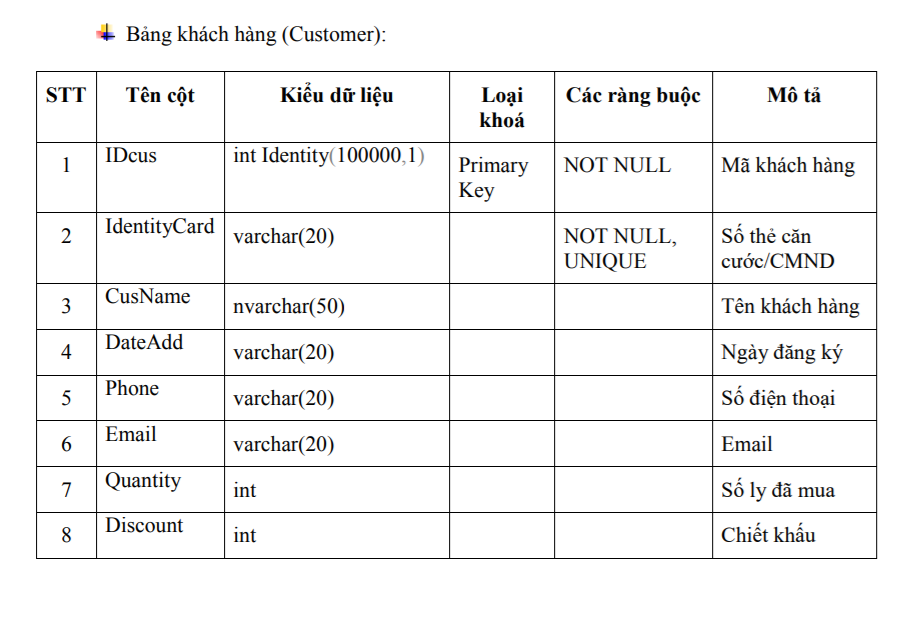 Bảng khách hàng (Customer):
STT Tên cột Kiểu dữ liệu Loại khoá Các ràng buộc Mô tả
1 IDcus int Identity(100000,1) Primary Key NOT NULL Mã khách hàng
2 IdentityCard varchar(20) NOT NULL, UNIQUE Số thẻ căn cước/CMND
3 CusName nvarchar(50) Tên khách hàng
4 DateAdd varchar(20) Ngày đăng ký
5 Phone varchar(20) Số điện thoại
6 Email varchar(20) Email
7 Quantity int Số ly đã mua
8 Discount int Chiết khấu